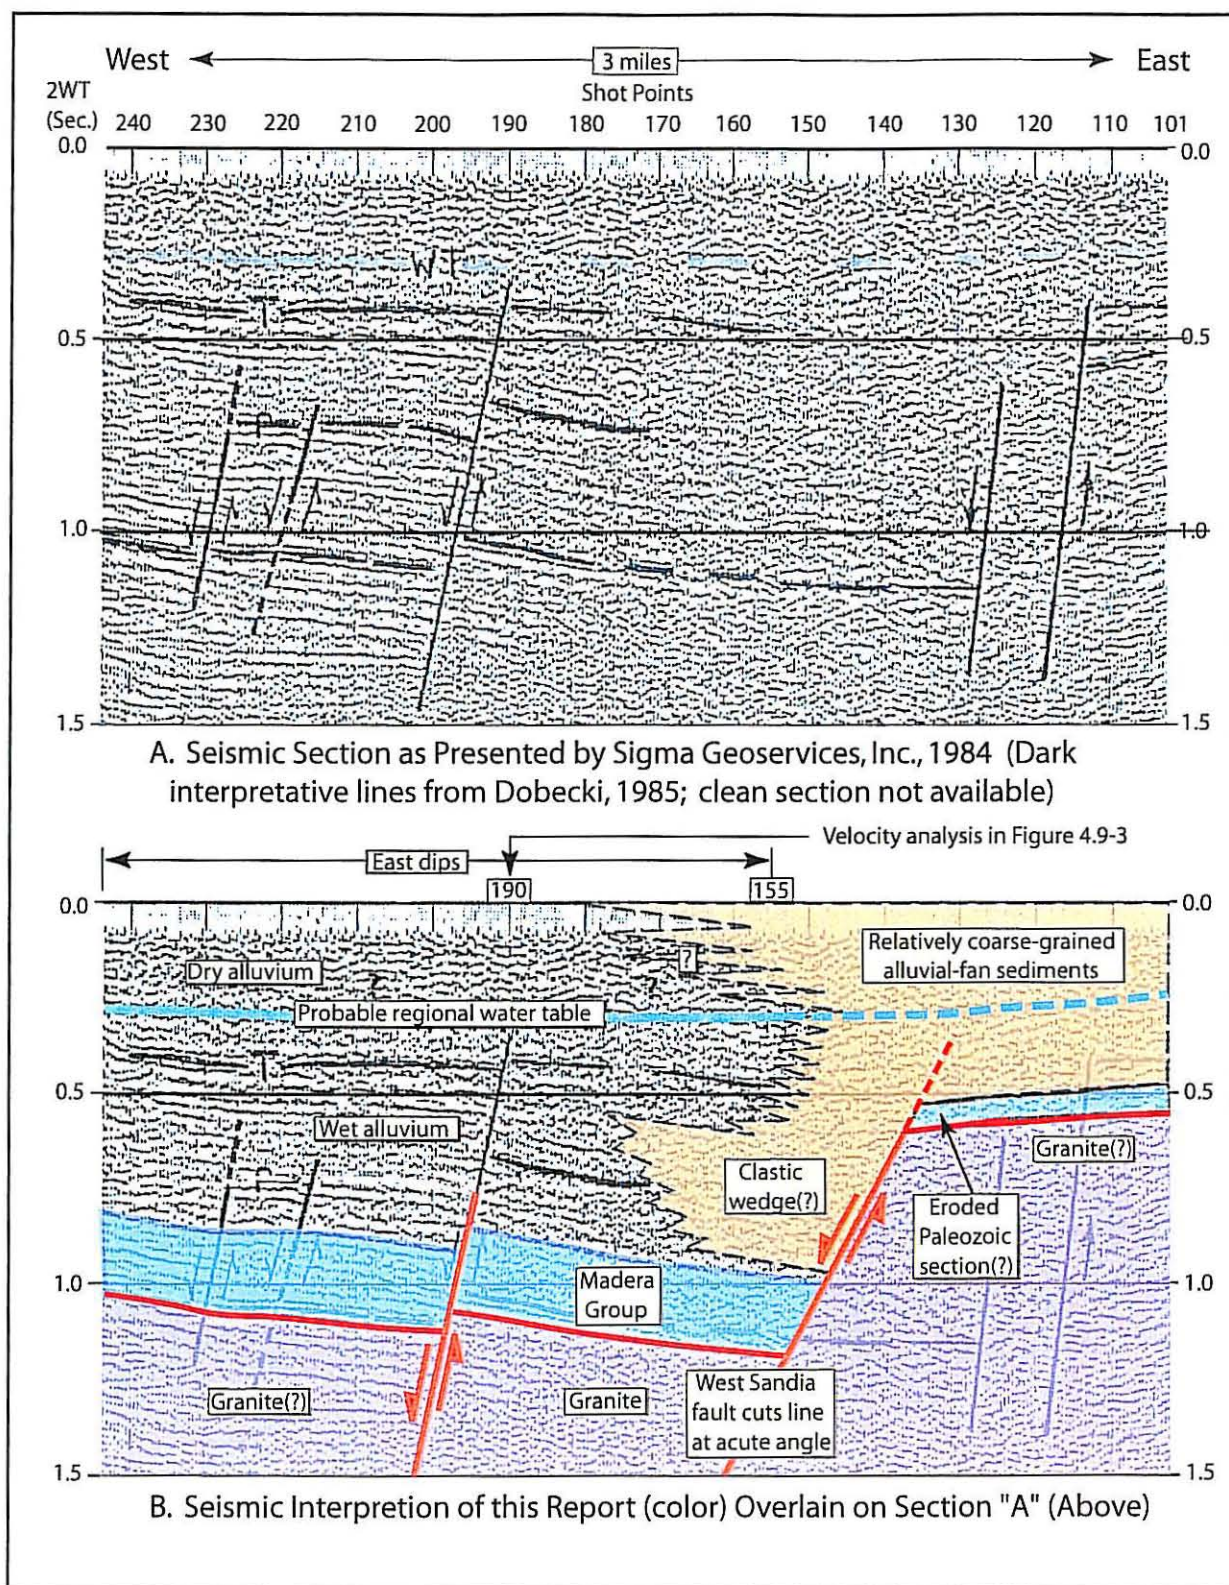 West
3 miles
East
2WT
(Sec.)
Shot Points
240 230 220 210 200 190 180 170 160 150 140 130 120 110 101
0.0 0.0
WT
0.5 0.5
1.0 1.0
1.5 1.5
A. Seismic Section as Presented by Sigma Geoservices, Inc., 1984 (Dark
interpretative lines from Dobecki, 1985; clean section not available)
Velocity analysis in Figure 4.9-3
East dips
190 155
0.0 0.0
Relatively coarse-grained
alluvial-fan sediments
?
Dry alluvium
?
?
Probable regional water table
0.5 0.5
Wet alluvium
Granite(?)
Clastic
wedge(?)
Eroded
Paleozoic
section(?)
Madera
Group
1.0 1.0
Granite(?)
Granite
West Sandia
fault cuts line
at acute angle
1.5 1.5
B. Seismic Interpretion of this Report (color) Overlain on Section "A" (Above)